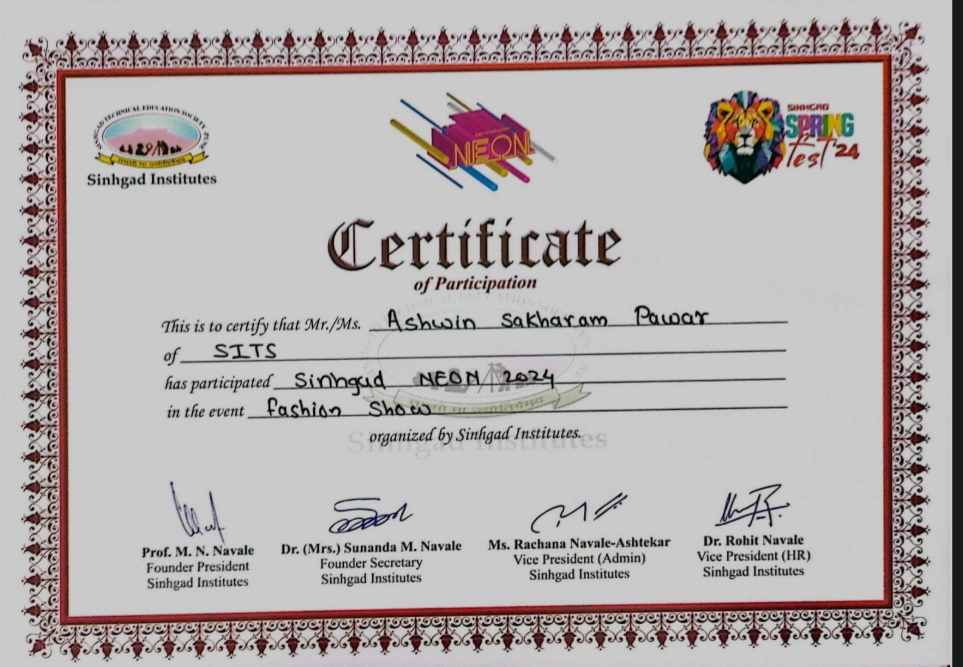 SINHGAD TECHNICAL EDUCATION SOCIETY, PUNE
Sinhgad Institutes
NEON
SINHGAD
SPRING
fest '24
Certificate
of Participation
This is to certify that Mr./Ms. Ashwin Sakharam Pawar
of SITS
has participated Sinhgad NEON 2024
in the event fashion Show
organized by Sinhgad Institutes.
Sinhgad Institutes
Prof. M. N. Navale
Founder President
Sinhgad Institutes
Dr. (Mrs.) Sunanda M. Navale
Founder Secretary
Sinhgad Institutes
Ms. Rachana Navale-Ashtekar
Vice President (Admin)
Sinhgad Institutes
Dr. Rohit Navale
Vice President (HR)
Sinhgad Institutes